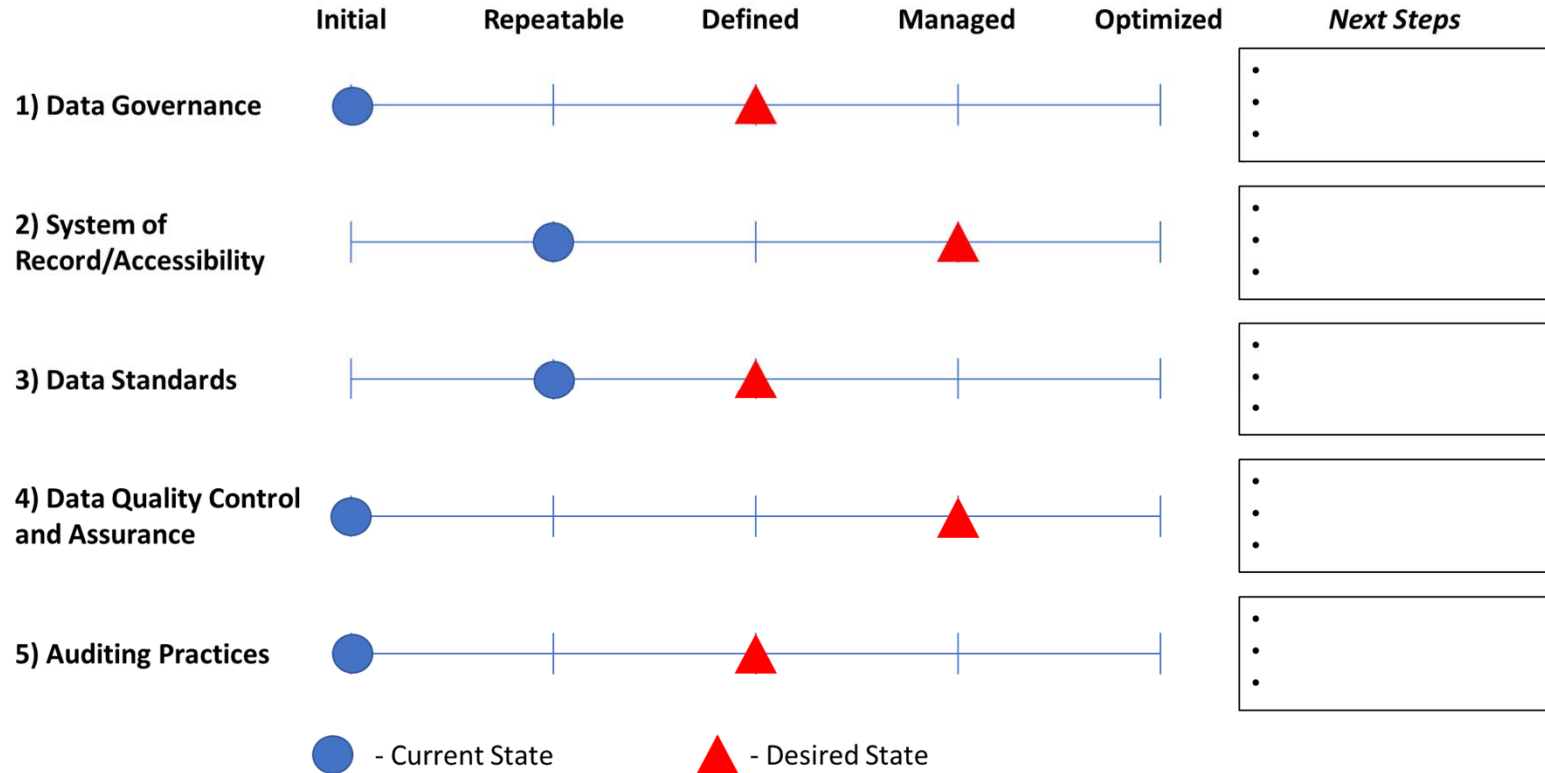 Initial Repeatable Defined Managed Optimized Next Steps
1) Data Governance
•
•
•
2) System of
Record/Accessibility
•
•
•
3) Data Standards
•
•
•
4) Data Quality Control
and Assurance
•
•
•
5) Auditing Practices
•
•
•
- Current State - Desired State